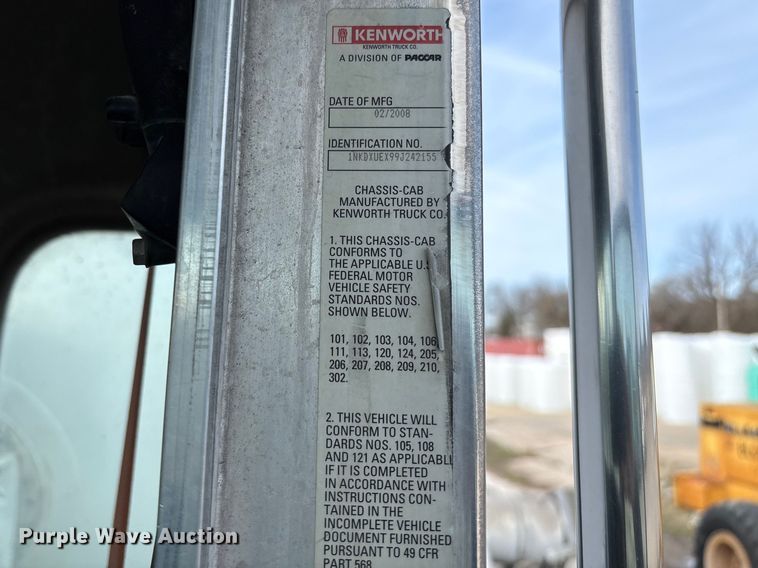 KENWORTH
KENWORTH TRUCK CO.
A DIVISION OF PACCAR
DATE OF MFG
02/2008
IDENTIFICATION NO.
1NKDXUEX99J242155
CHASSIS-CAB
MANUFACTURED BY
KENWORTH TRUCK CO.
1. THIS CHASSIS-CAB
CONFORMS TO
THE APPLICABLE U.S
FEDERAL MOTOR
VEHICLE SAFETY
STANDARDS NOS.
SHOWN BELOW.
101, 102, 103, 104, 106,
111, 113, 120, 124, 205,
206, 207, 208, 209, 210,
302.
2. THIS VEHICLE WILL
CONFORM TO STAN-
DARDS NOS. 105, 108
AND 121 AS APPLICABL
IF IT IS COMPLETED
IN ACCORDANCE WITH
INSTRUCTIONS CON-
TAINED IN THE
INCOMPLETE VEHICLE
DOCUMENT FURNISHED
PURSUANT TO 49 CFR
PART 568
Purple Wave Auction